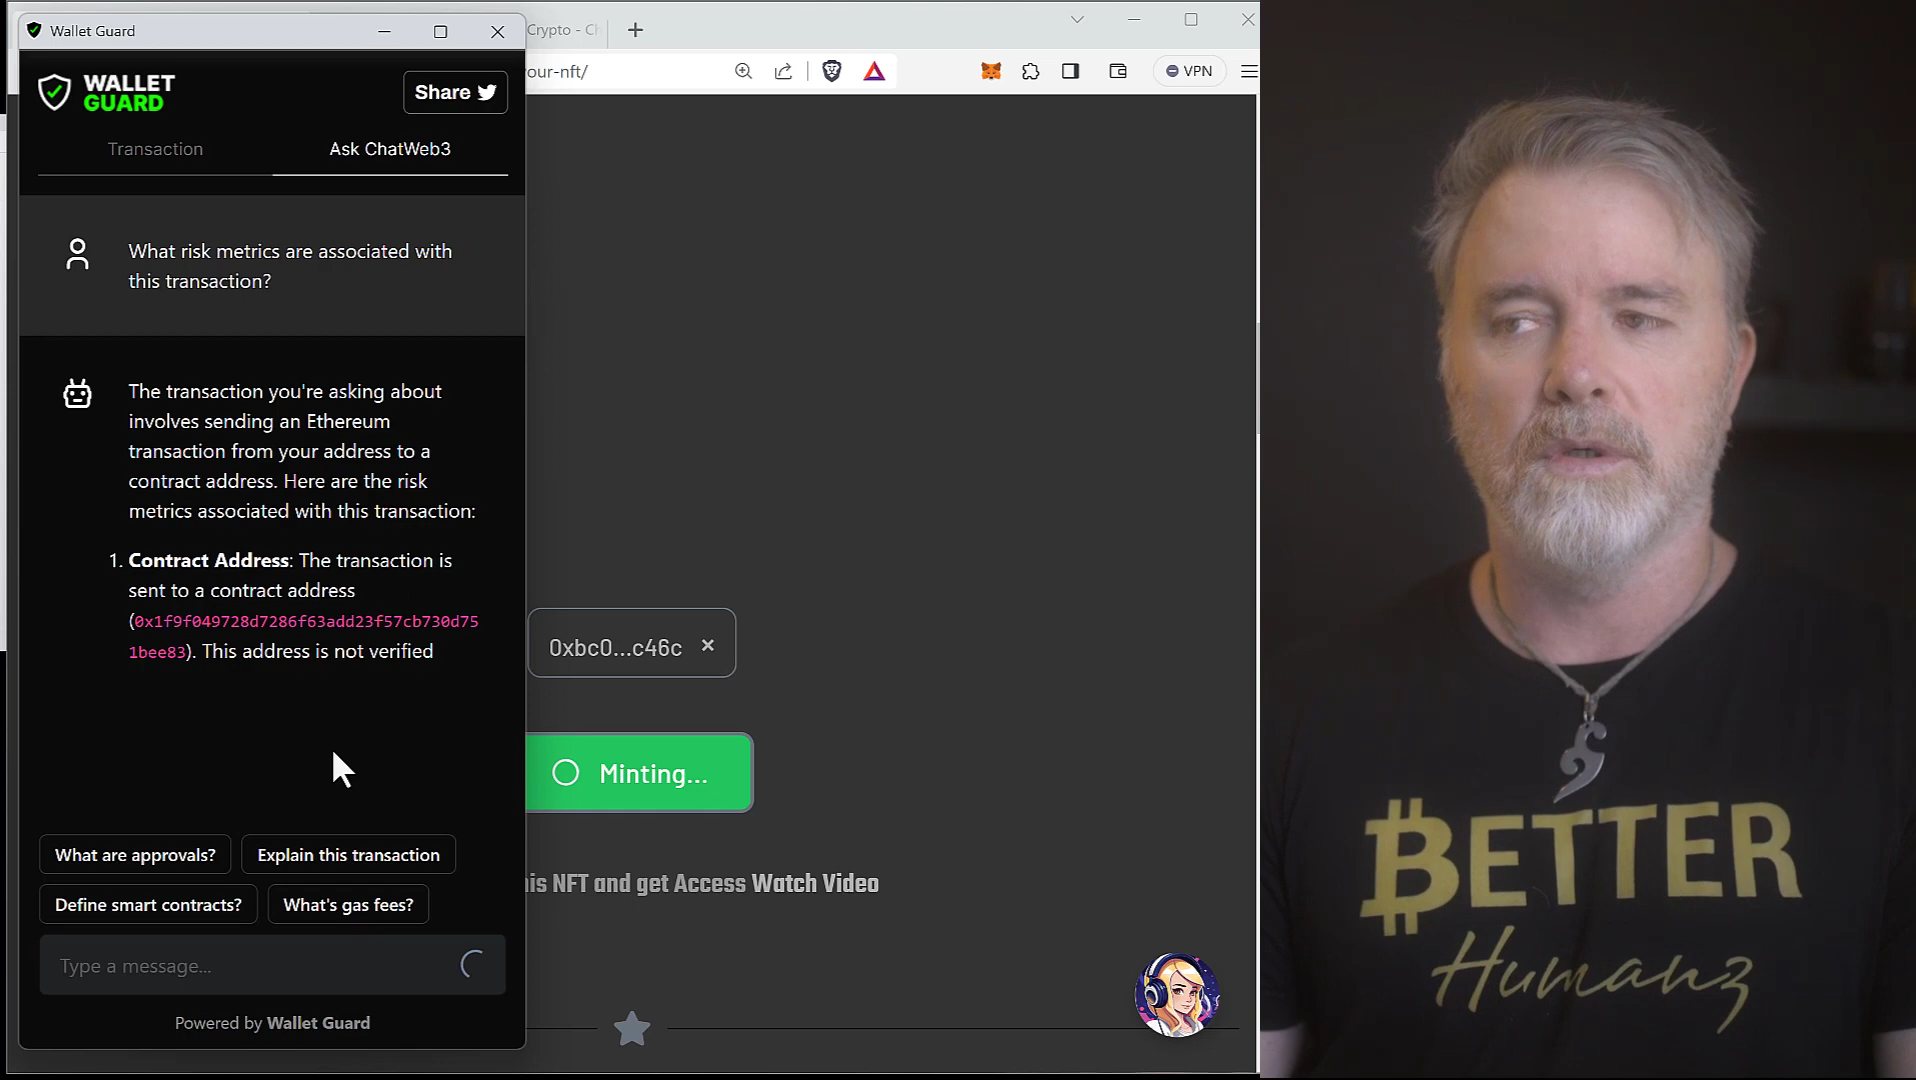 Wallet Guard
WALLET
GUARD
Share
Transaction
Ask ChatWeb3
What risk metrics are associated with
this transaction?
The transaction you're asking about
involves sending an Ethereum
transaction from your address to a
contract address. Here are the risk
metrics associated with this transaction:
1. Contract Address: The transaction is
sent to a contract address
(0x1f9f049728d7286f63add23f57cb730d75
1bee83). This address is not verified
What are approvals?
Explain this transaction
Define smart contracts?
What's gas fees?
Type a message...
Powered by Wallet Guard
Crypto - C
our-nft/
VPN
0xbc0...c46c ×
Minting...
his NFT and get Access Watch Video
₿ETTER
Humanz